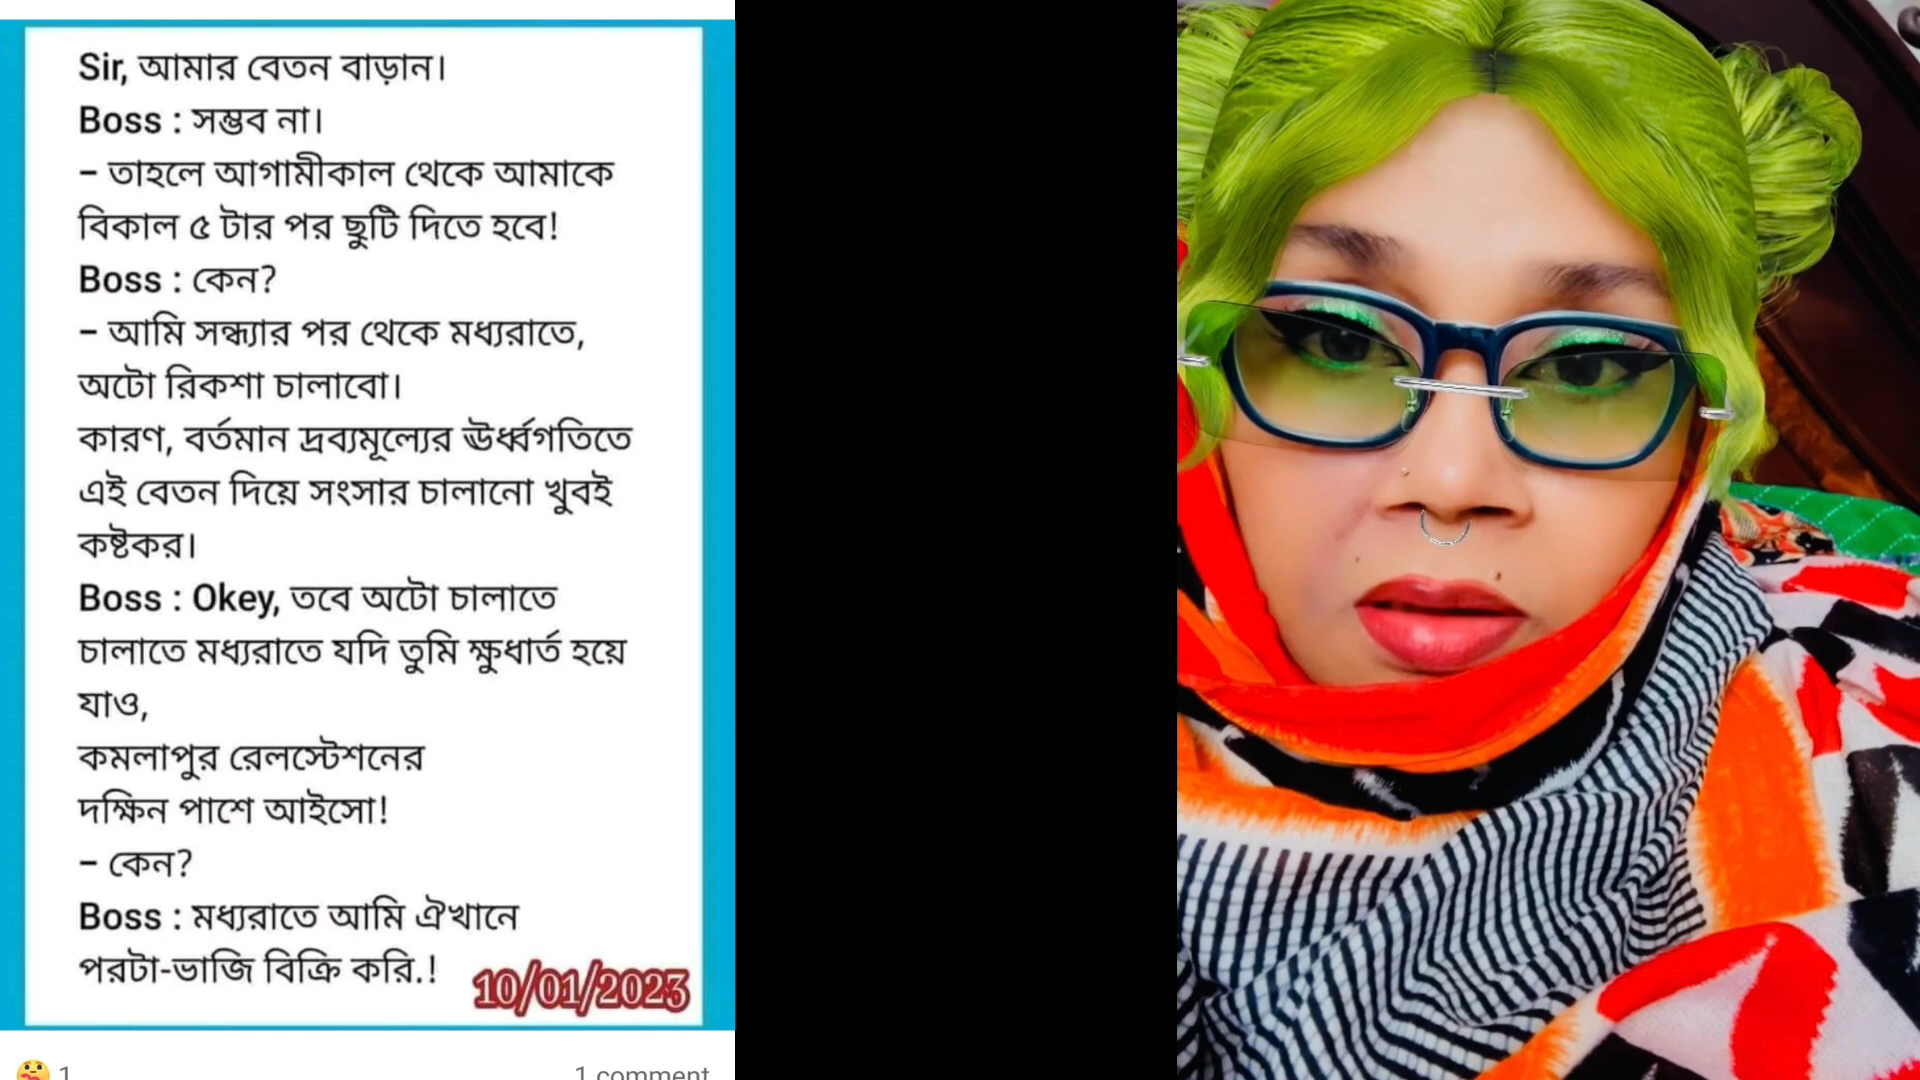 Sir, আমার বেতন বাড়ান।
Boss : সম্ভব না।
– তাহলে আগামীকাল থেকে আমাকে
বিকাল ৫ টার পর ছুটি দিতে হবে!
Boss : কেন?
– আমি সন্ধ্যার পর থেকে মধ্যরাতে,
অটো রিকশা চালাবো।
কারণ, বর্তমান দ্রব্যমূল্যের ঊর্ধ্বগতিতে
এই বেতন দিয়ে সংসার চালানো খুবই
কষ্টকর।
Boss : Okey, তবে অটো চালাতে
চালাতে মধ্যরাতে যদি তুমি ক্ষুধার্ত হয়ে
যাও,
কমলাপুর রেলস্টেশনের
দক্ষিন পাশে আইসো!
– কেন?
Boss : মধ্যরাতে আমি ঐখানে
পরটা-ভাজি বিক্রি করি.!
10/01/2023
1
1 comment